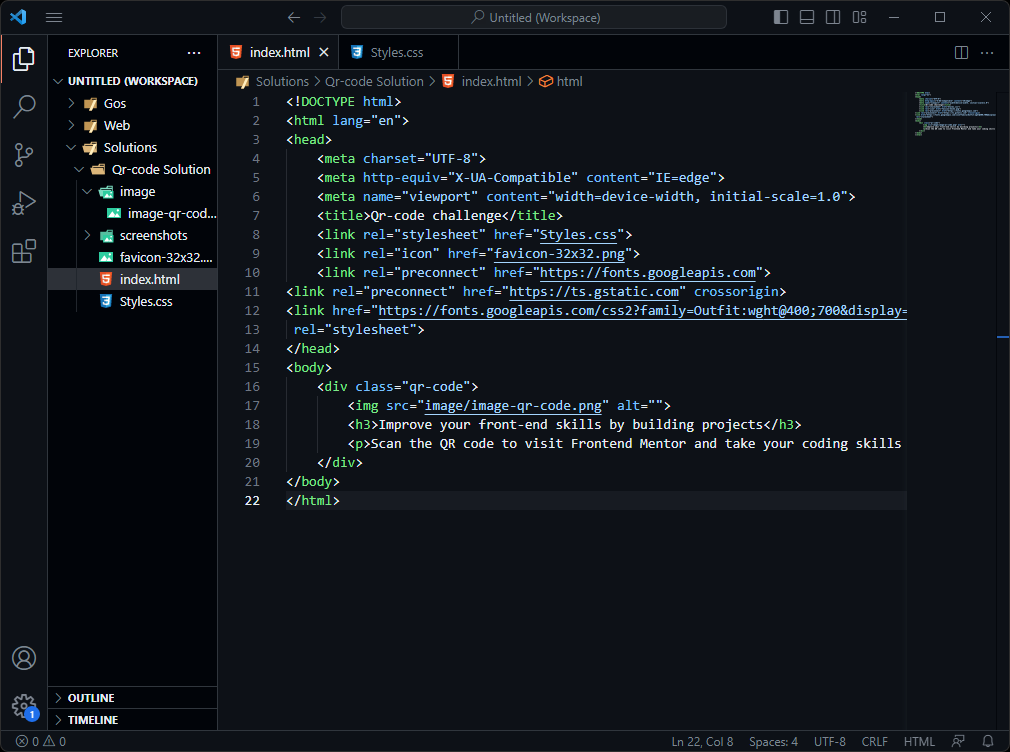 Untitled (Workspace)
EXPLORER
UNTITLED (WORKSPACE)
Gos
Web
Solutions
Qr-code Solution
image
image-qr-cod...
screenshots
favicon-32x32....
index.html
Styles.css
OUTLINE
TIMELINE
index.html
Styles.css
Solutions > Qr-code Solution > index.html > html
1 <!DOCTYPE html>
2 <html lang="en">
3 <head>
4 <meta charset="UTF-8">
5 <meta http-equiv="X-UA-Compatible" content="IE=edge">
6 <meta name="viewport" content="width=device-width, initial-scale=1.0">
7 <title>Qr-code challenge</title>
8 <link rel="stylesheet" href="Styles.css">
9 <link rel="icon" href="favicon-32x32.png">
10 <link rel="preconnect" href="https://fonts.googleapis.com">
11 <link rel="preconnect" href="https://ts.gstatic.com" crossorigin>
12 <link href="https://fonts.googleapis.com/css2?family=Outfit:wght@400;700&display=
13 rel="stylesheet">
14 </head>
15 <body>
16 <div class="qr-code">
17 <img src="image/image-qr-code.png" alt="">
18 <h3>Improve your front-end skills by building projects</h3>
19 <p>Scan the QR code to visit Frontend Mentor and take your coding skills
20 </div>
21 </body>
22 </html>
1
0 0
Ln 22, Col 8 Spaces: 4 UTF-8 CRLF HTML